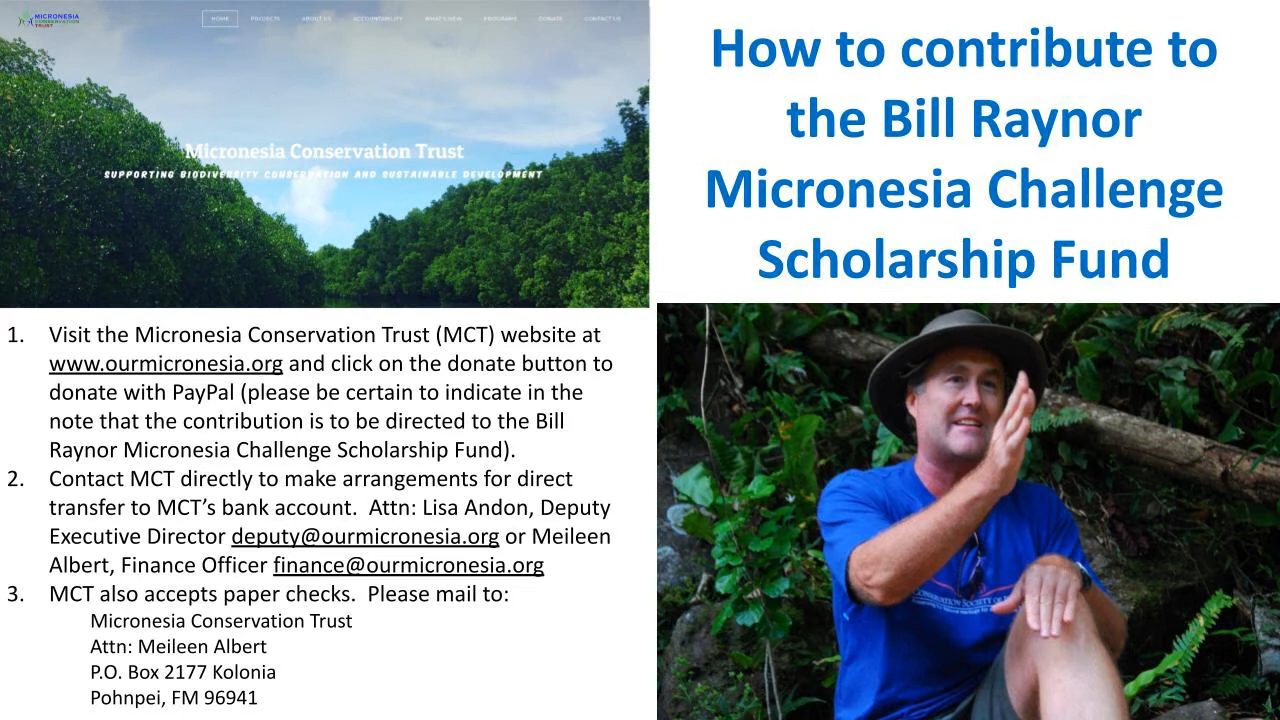 MICRONESIA
CONSERVATION
TRUST
HOME PROJECTS ABOUT US ACCOUNTABILITY WHAT'S NEW PROGRAMS DONATE CONTACT US
Micronesia Conservation Trust
SUPPORTING BIODIVERSITY CONSERVATION AND SUSTAINABLE DEVELOPMENT
How to contribute to
the Bill Raynor
Micronesia Challenge
Scholarship Fund
1. Visit the Micronesia Conservation Trust (MCT) website at
www.ourmicronesia.org and click on the donate button to
donate with PayPal (please be certain to indicate in the
note that the contribution is to be directed to the Bill
Raynor Micronesia Challenge Scholarship Fund).
2. Contact MCT directly to make arrangements for direct
transfer to MCT’s bank account. Attn: Lisa Andon, Deputy
Executive Director deputy@ourmicronesia.org or Meileen
Albert, Finance Officer finance@ourmicronesia.org
3. MCT also accepts paper checks. Please mail to:
Micronesia Conservation Trust
Attn: Meileen Albert
P.O. Box 2177 Kolonia
Pohnpei, FM 96941
CONSERVATION SOCIETY OF